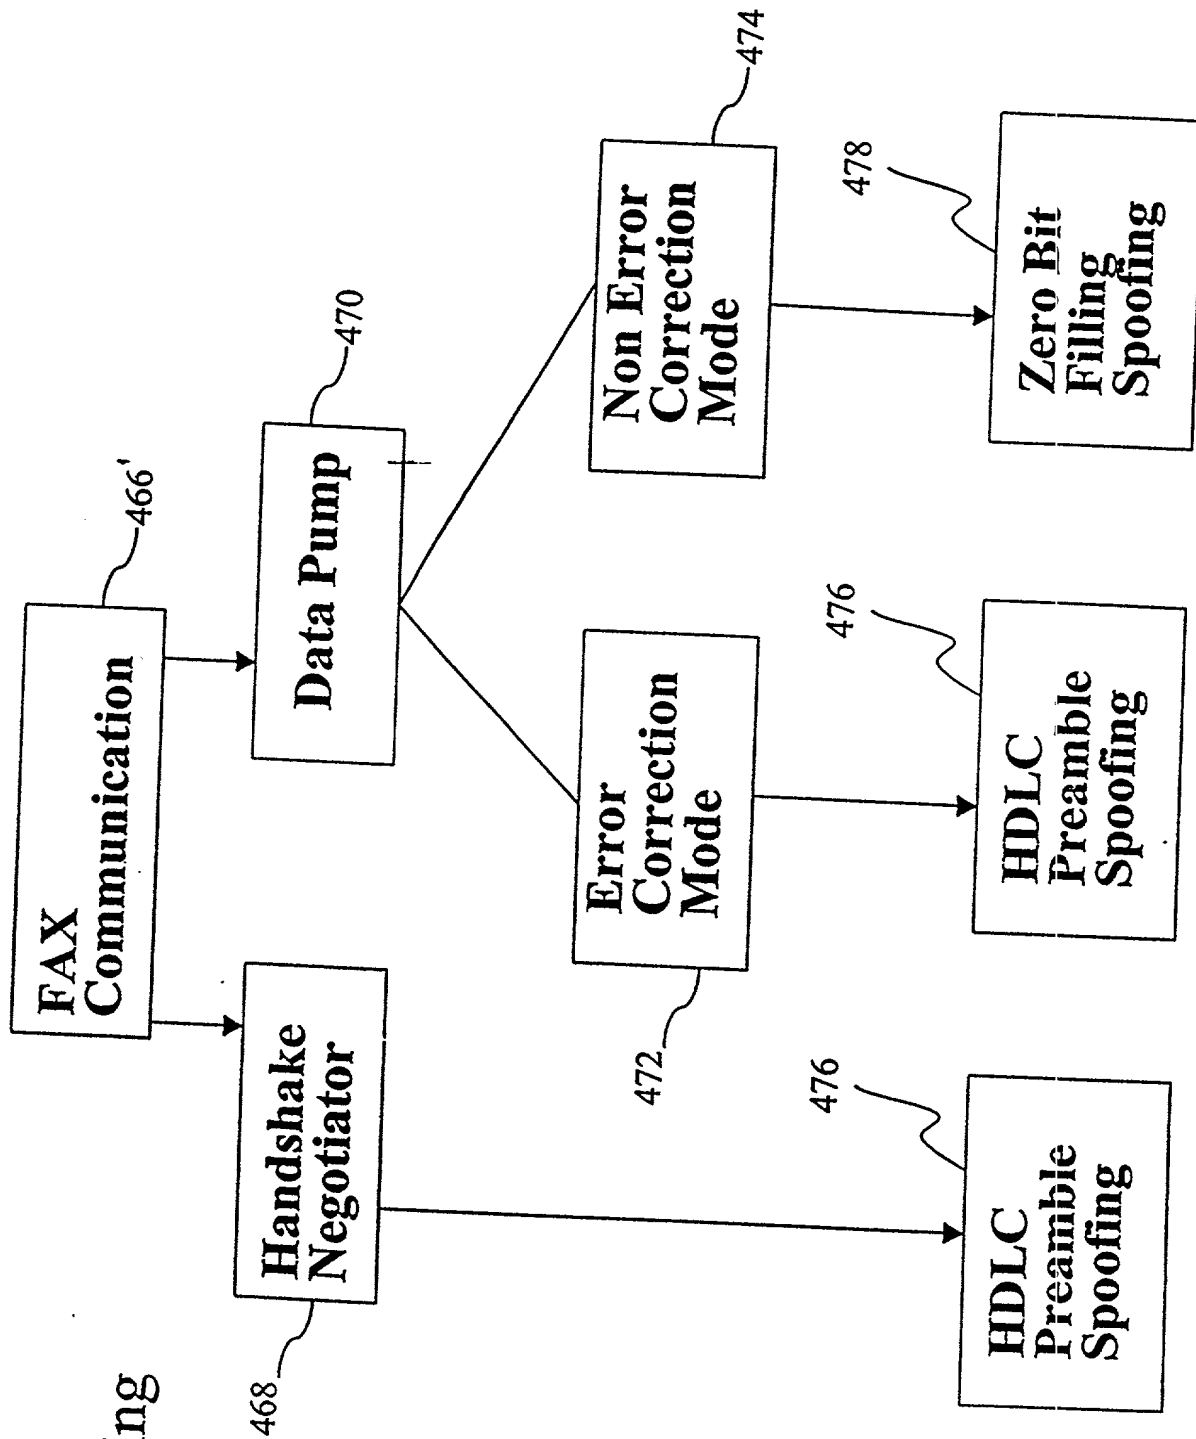 FAX
Communication
466'
Handshake
Negotiator
468
Data Pump
470
Error
Correction
Mode
472
Non Error
Correction
Mode
474
HDLC
Preamble
Spoofing
476
HDLC
Preamble
Spoofing
476
Zero Bit
Filling
Spoofing
478